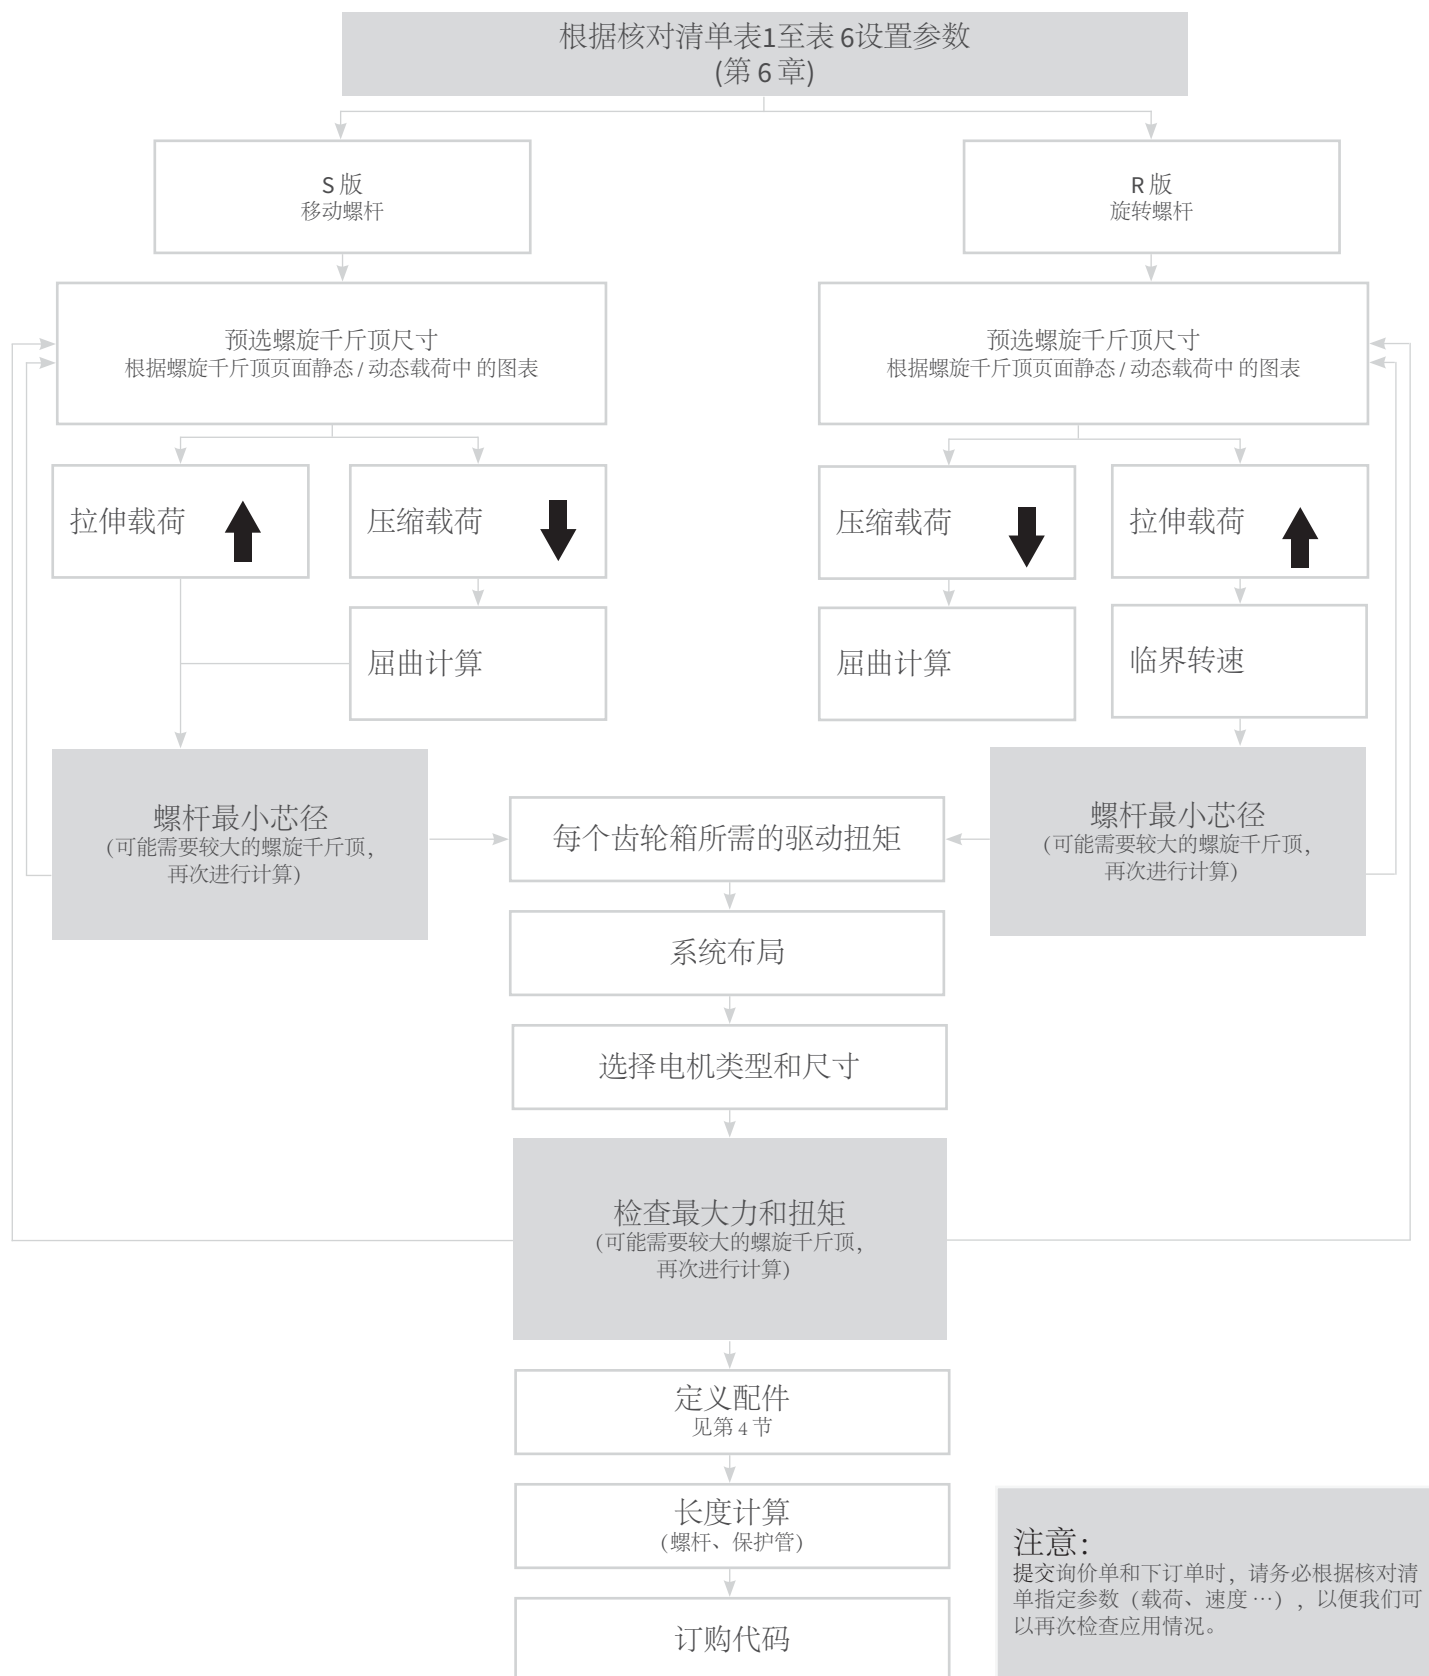 根据核对清单表1至表 6设置参数
(第 6 章)
S 版
移动螺杆
R 版
旋转螺杆
预选螺旋千斤顶尺寸
根据螺旋千斤顶页面静态 / 动态载荷中 的图表
预选螺旋千斤顶尺寸
根据螺旋千斤顶页面静态 / 动态载荷中 的图表
拉伸载荷
压缩载荷
压缩载荷
拉伸载荷
屈曲计算
屈曲计算
临界转速
螺杆最小芯径
(可能需要较大的螺旋千斤顶，
再次进行计算)
每个齿轮箱所需的驱动扭矩
螺杆最小芯径
(可能需要较大的螺旋千斤顶，
再次进行计算)
系统布局
选择电机类型和尺寸
检查最大力和扭矩
(可能需要较大的螺旋千斤顶，
再次进行计算)
定义配件
见第 4 节
长度计算
(螺杆、保护管)
订购代码
注意：
提交询价单和下订单时，请务必根据核对清
单指定参数（载荷、速度 …），以便我们可
以再次检查应用情况。